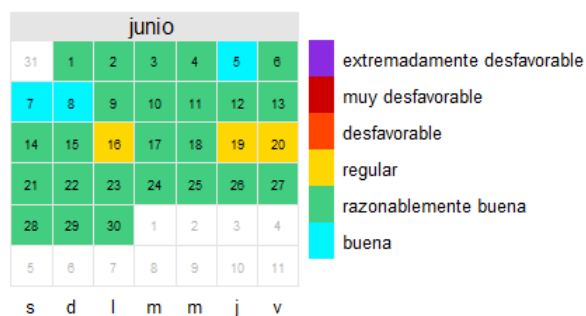 junio
31 1 2 3 4 5 6
7 8 9 10 11 12 13
14 15 16 17 18 19 20
21 22 23 24 25 26 27
28 29 30 1 2 3 4
5 6 7 8 9 10 11
s d l m m j v
extremadamente desfavorable
muy desfavorable
desfavorable
regular
razonablemente buena
buena